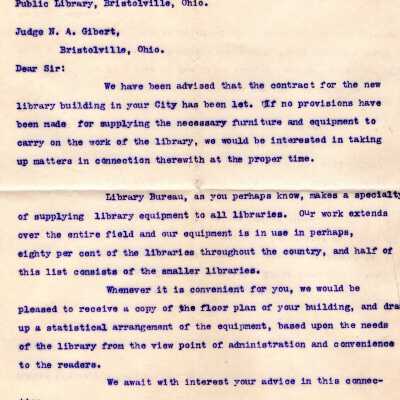 Public Library, Bristolville, Ohio.
Judge N. A. Gibert,
Bristolville, Ohio.
Dear Sir:
We have been advised that the contract for the new
library building in your City has been let. If no provisions have
been made for supplying the necessary furniture and equipment to
carry on the work of the library, we would be interested in taking
up matters in connection therewith at the proper time.
Library Bureau, as you perhaps know, makes a specialty
of supplying library equipment to all libraries. Our work extends
over the entire field and our equipment is in use in perhaps,
eighty per cent of the libraries throughout the country, and half of
this list consists of the smaller libraries.
Whenever it is convenient for you, we would be
pleased to receive a copy of the floor plan of your building, and
up a statistical arrangement of the equipment, based upon the needs
of the library from the view point of administration and convenience
to the readers.
We await with interest your advice in this connec-